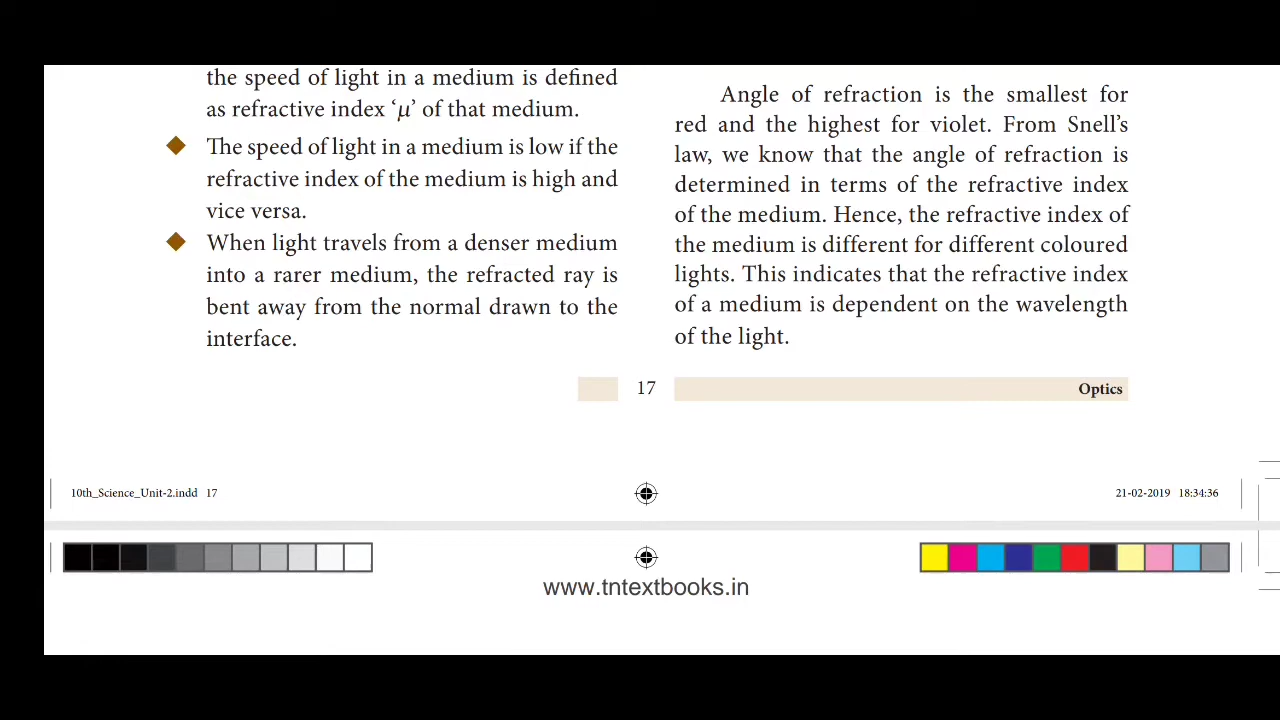 the speed of light in a medium is defined
as refractive index ‘μ’ of that medium.
The speed of light in a medium is low if the
refractive index of the medium is high and
vice versa.
When light travels from a denser medium
into a rarer medium, the refracted ray is
bent away from the normal drawn to the
interface.
Angle of refraction is the smallest for
red and the highest for violet. From Snell’s
law, we know that the angle of refraction is
determined in terms of the refractive index
of the medium. Hence, the refractive index of
the medium is different for different coloured
lights. This indicates that the refractive index
of a medium is dependent on the wavelength
of the light.
17
Optics
10th_Science_Unit-2.indd 17
21-02-2019 18:34:36
www.tntextbooks.in